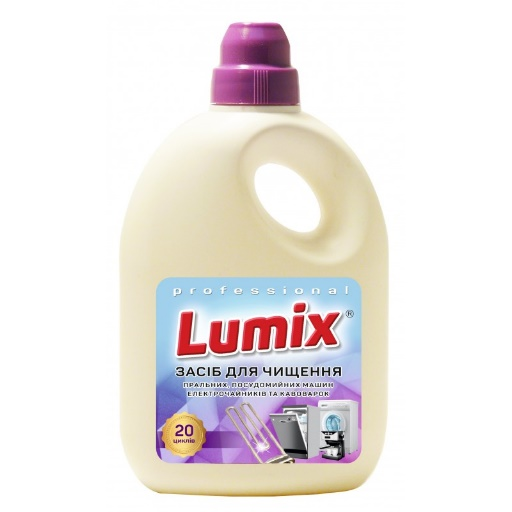 professional
Lumix®
ЗАСІБ ДЛЯ ЧИЩЕННЯ
ПРАЛЬНИХ, ПОСУДОМИЙНИХ МАШИН
ЕЛЕКТРОЧАЙНИКІВ ТА КАВОВАРОК
20
циклів